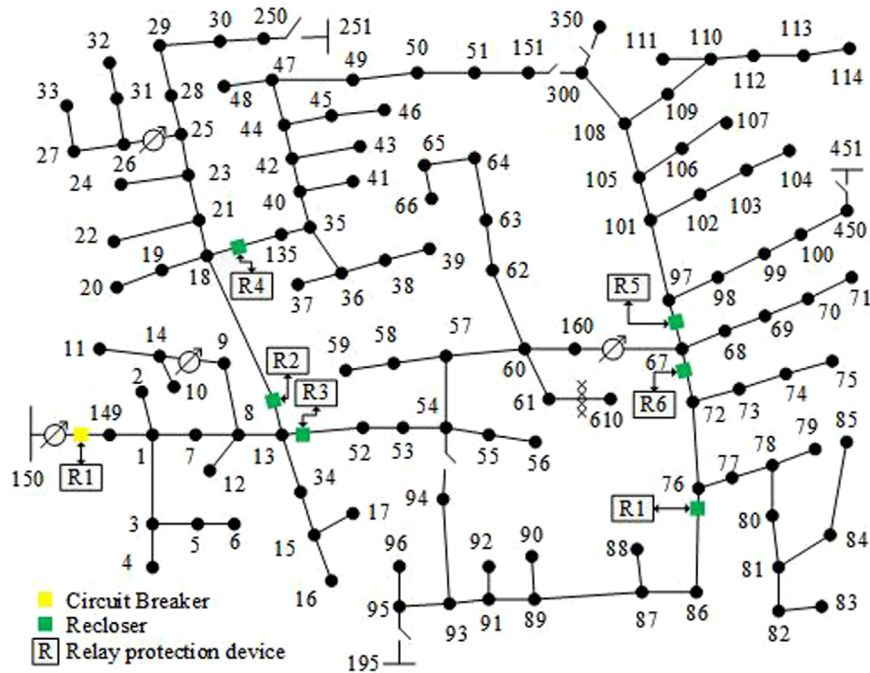 29 30 250 251 350
32 47 49 50 51 151 300 111 110 113
112 114
33 31 28 48 45 46 109
44 108 107
27 26 25 43 65 64 106
42
24 23 41 66 105 104 451
40 103
22 21 35 63 101 102
19 135 39 100 450
18 62 97 99
20 R4 37 36 38 R5 98 71
70
11 14 9 R2 59 58 57 160 67 68 69
2 10 R3 60 75
54 61 610 R6 72 73 74 85
149 8 79
78
150 R1 1 7 13 52 53 55 56 76 77
12 34 94 R1 80 84
3 5 6 17 96 92 90 88
15 81
4 16 83
95 93 91 89 87 86 82
Circuit Breaker
Recloser
R Relay protection device 195